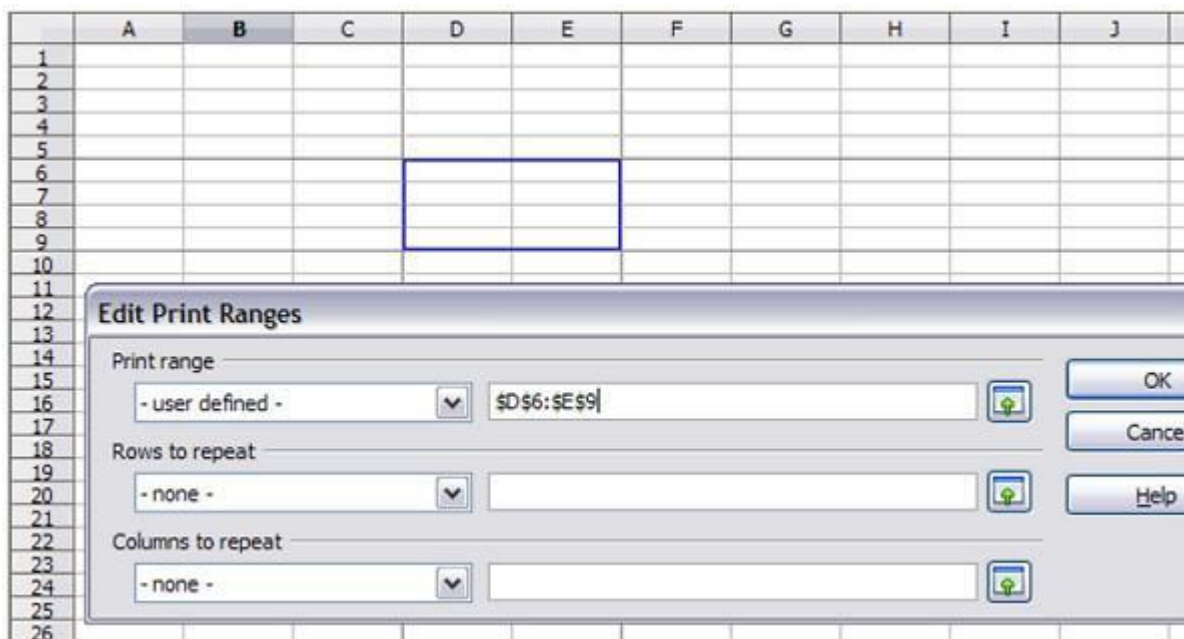 A B C D E F G H I J
1
2
3
4
5
6
7
8
9
10
11
12
13
14
15
16
17
18
19
20
21
22
23
24
25
26
Edit Print Ranges
Print range
- user defined - $D$6:$E$9
OK
Cance
Rows to repeat
- none -
Help
Columns to repeat
- none -